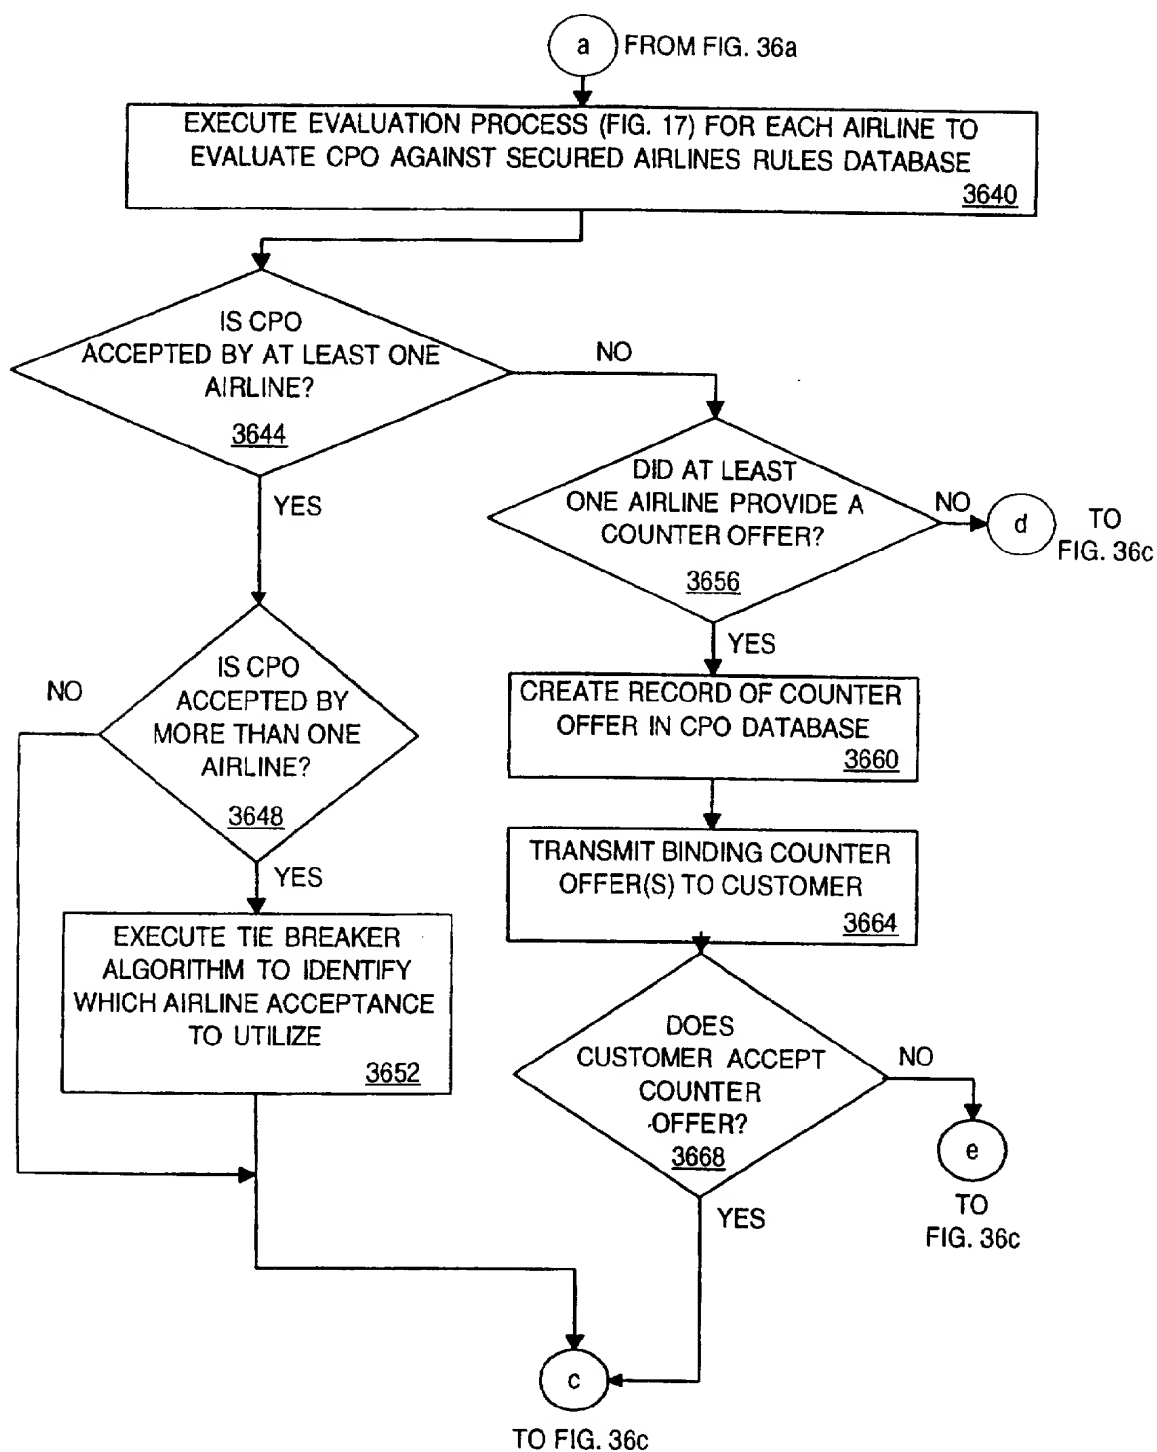 a
FROM FIG. 36a
EXECUTE EVALUATION PROCESS (FIG. 17) FOR EACH AIRLINE TO
EVALUATE CPO AGAINST SECURED AIRLINES RULES DATABASE
3640
IS CPO
ACCEPTED BY AT LEAST ONE
AIRLINE?
3644
NO
YES
DID AT LEAST
ONE AIRLINE PROVIDE A
COUNTER OFFER?
3656
NO
d
TO
FIG. 36c
YES
IS CPO
ACCEPTED BY
MORE THAN ONE
AIRLINE?
3648
NO
YES
CREATE RECORD OF COUNTER
OFFER IN CPO DATABASE
3660
TRANSMIT BINDING COUNTER
OFFER(S) TO CUSTOMER
3664
EXECUTE TIE BREAKER
ALGORITHM TO IDENTIFY
WHICH AIRLINE ACCEPTANCE
TO UTILIZE
3652
DOES
CUSTOMER ACCEPT
COUNTER
OFFER?
3668
NO
e
TO
FIG. 36c
YES
c
TO FIG. 36c